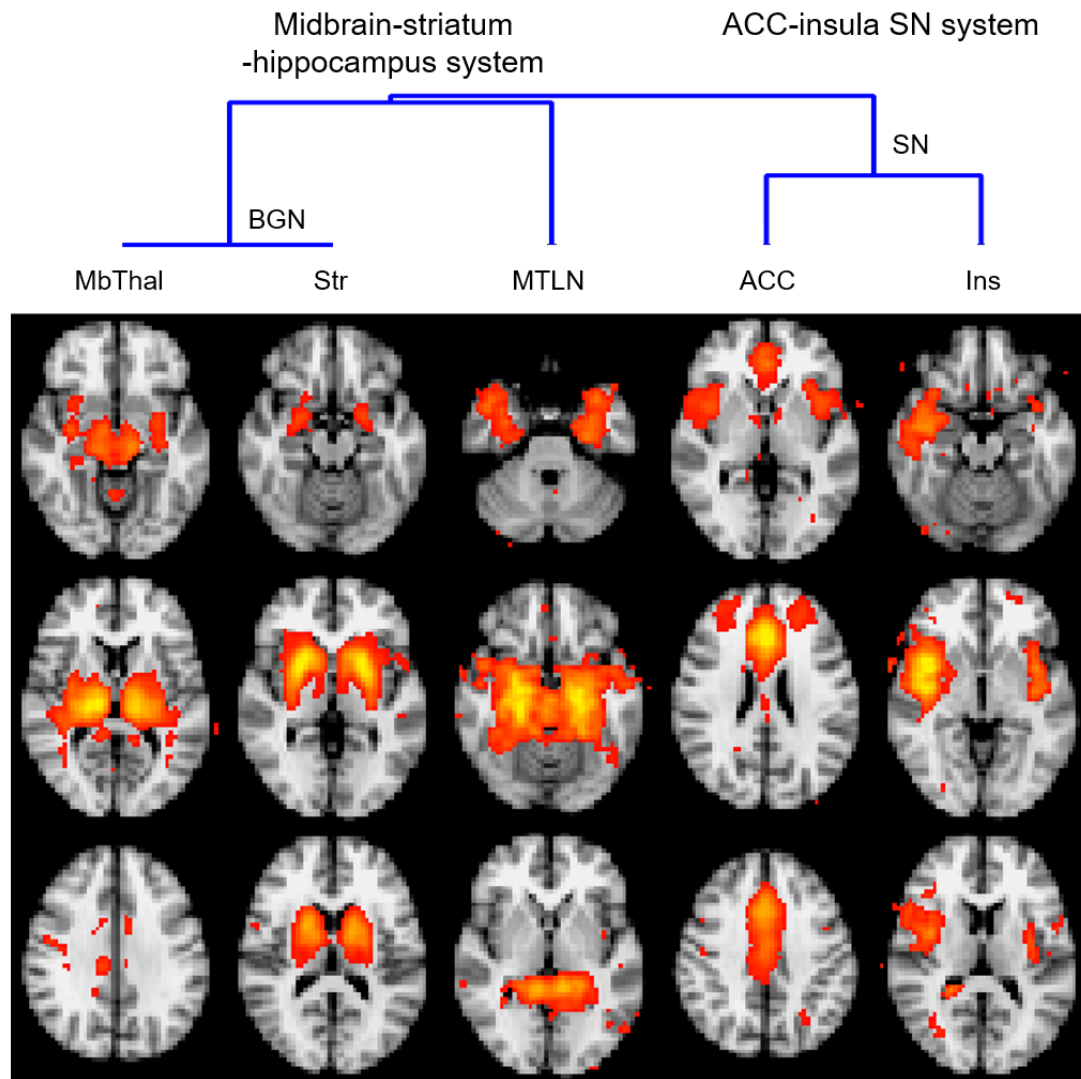 Midbrain-striatum
-hippocampus system
ACC-insula SN system
SN
BGN
MbThal
Str
MTLN
ACC
Ins